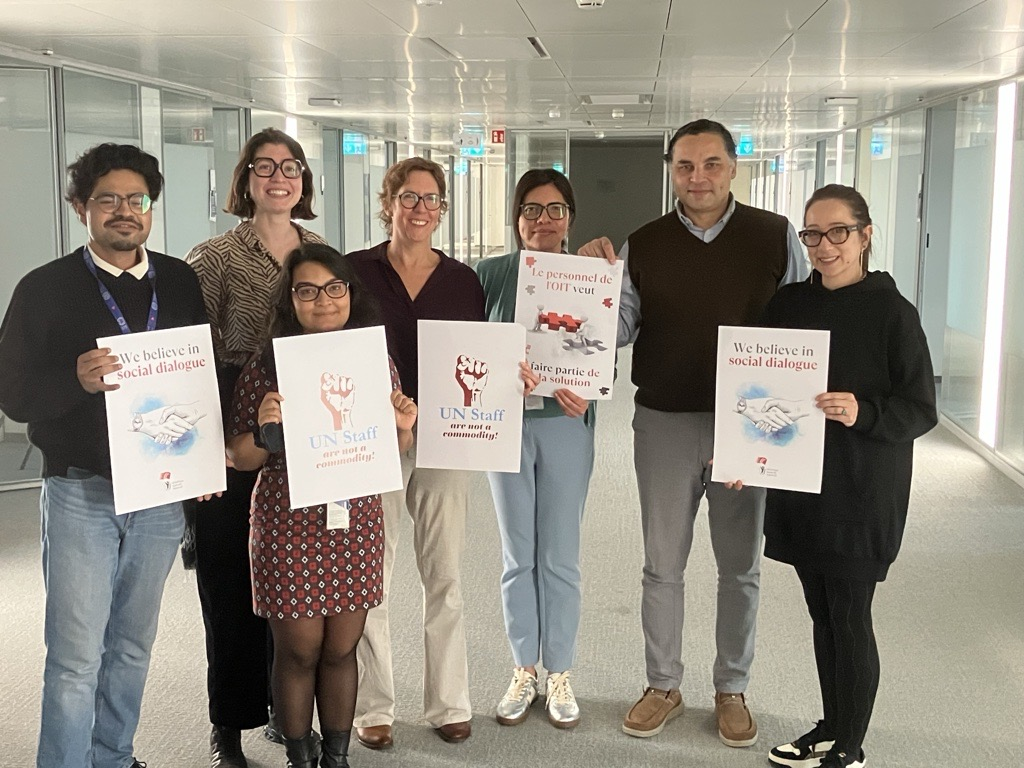 We believe in
social dialogue
UN Staff
are not a
commodity!
UN Staff
are not a
commodity!
Le personnel de
l'OIT veut
faire partie de
la solution
We believe in
social dialogue